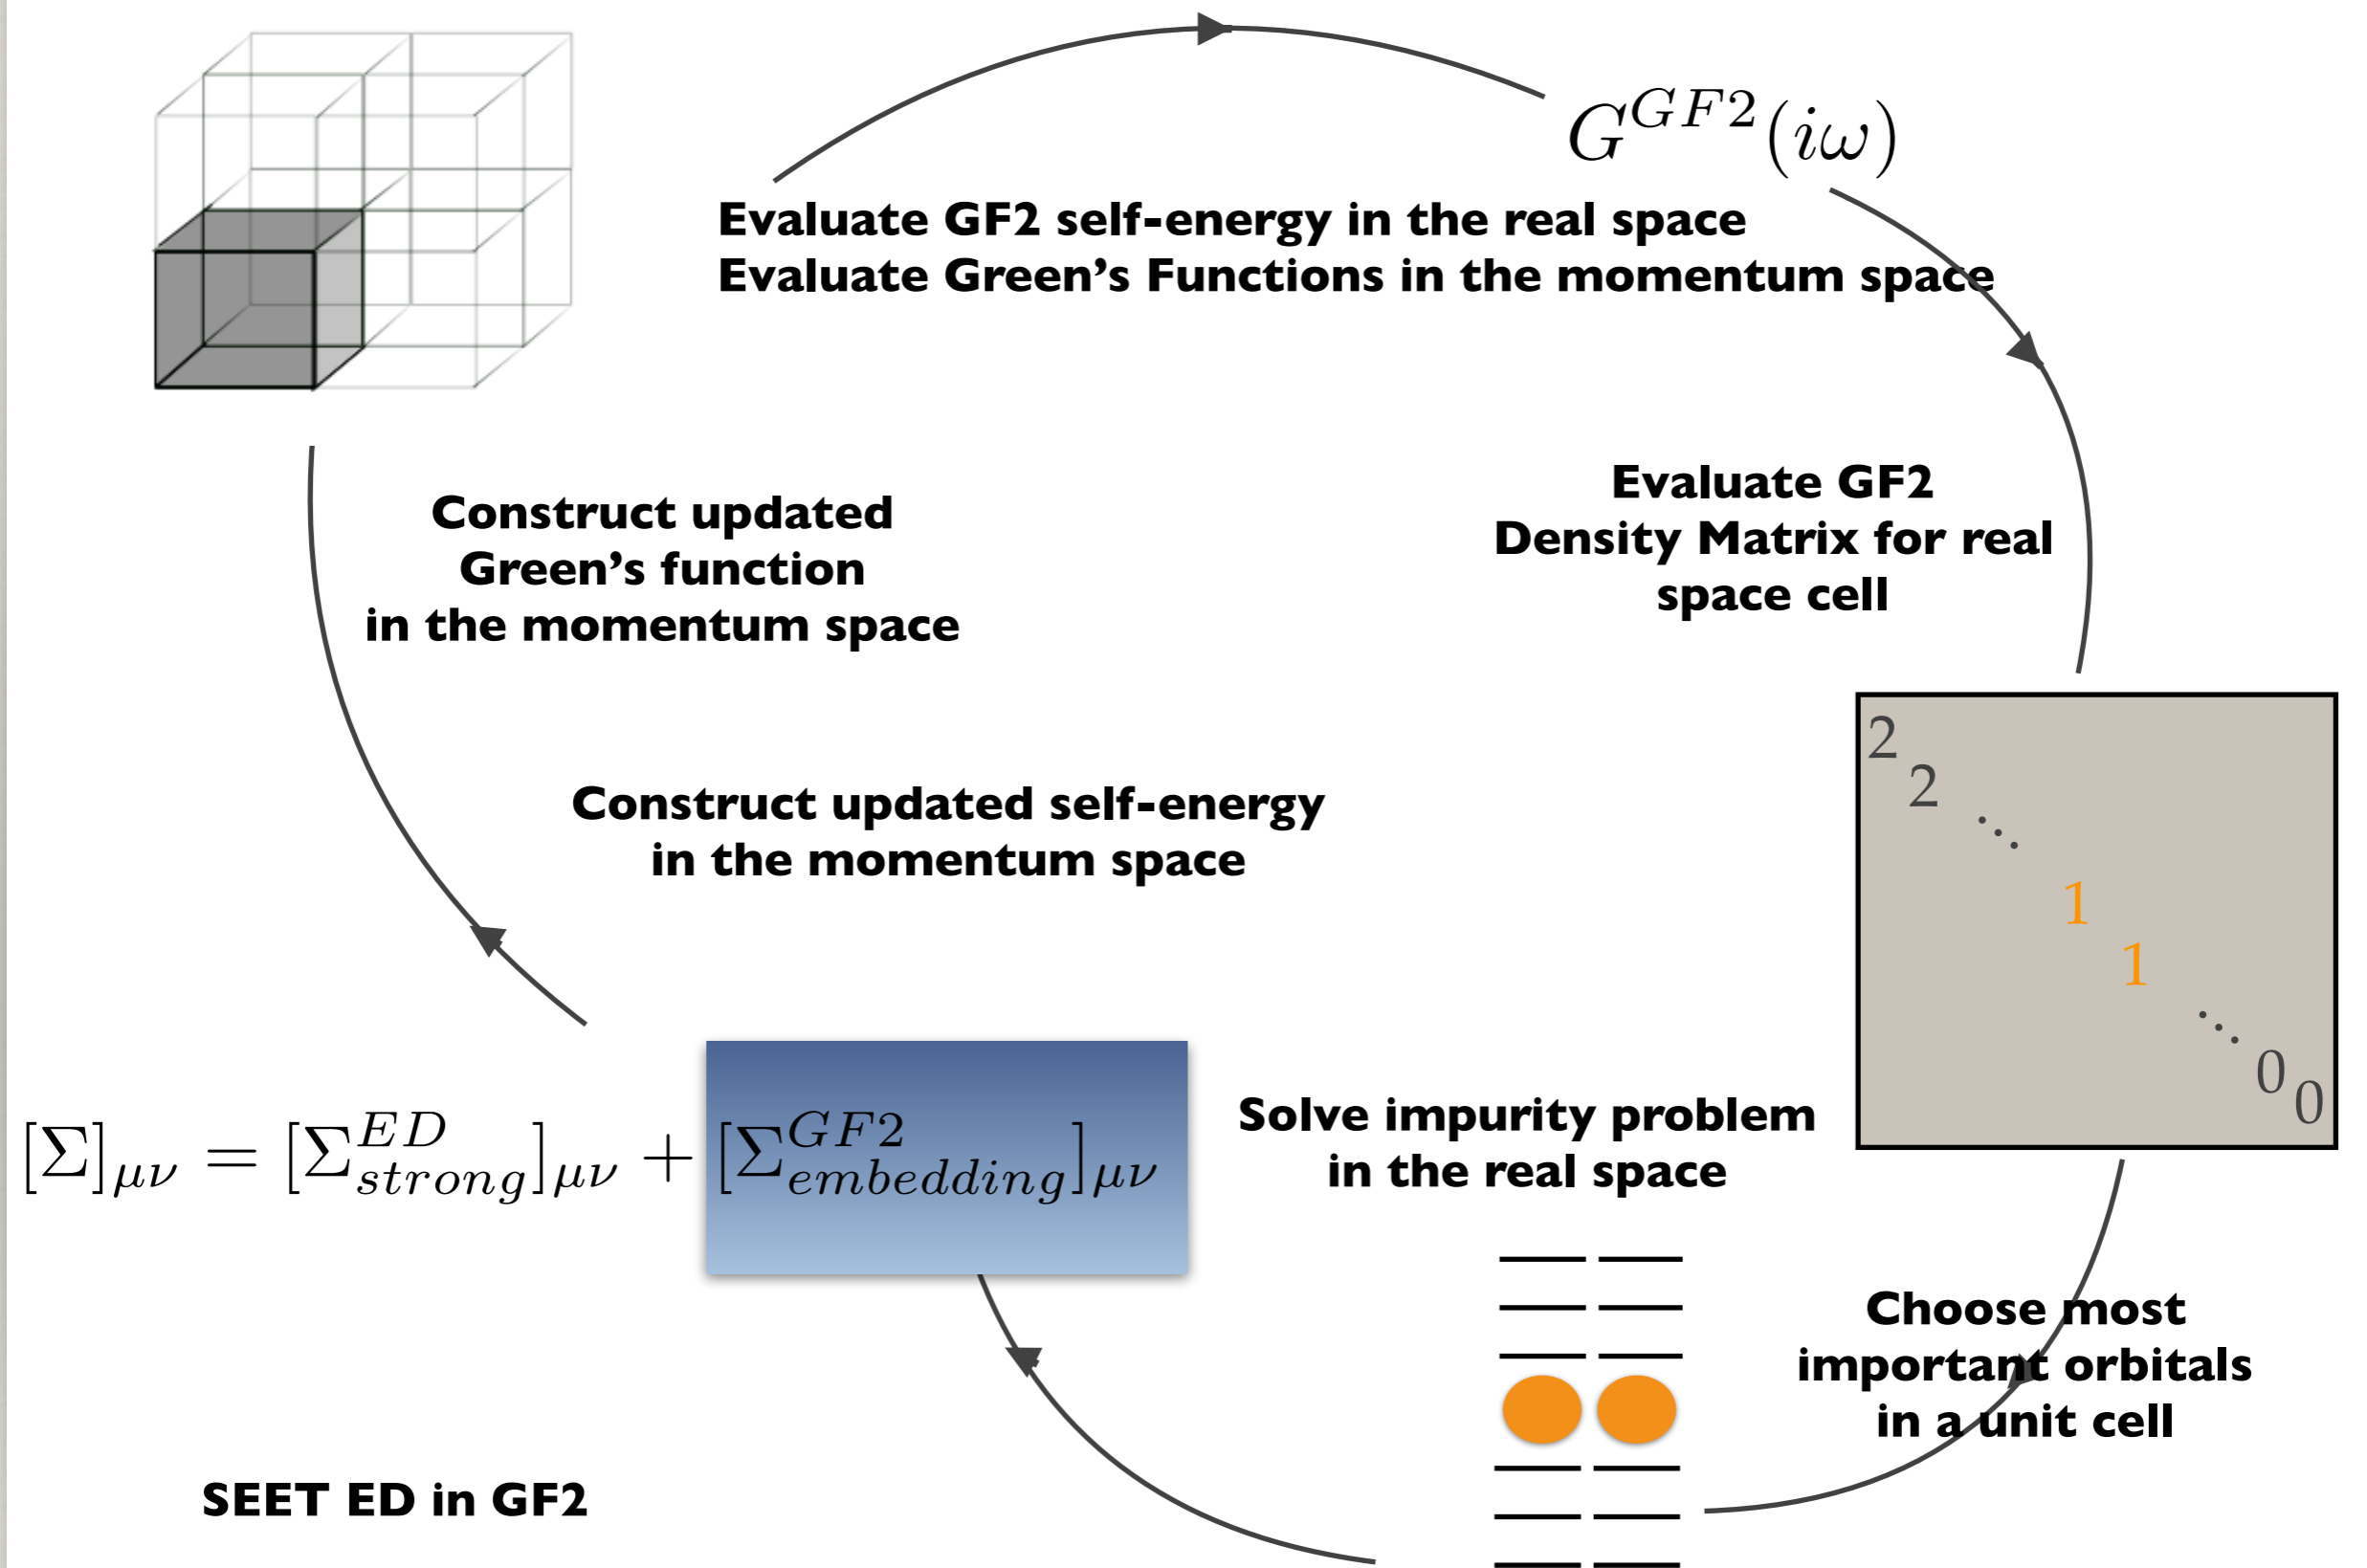 G^{GF2}(iω)
Evaluate GF2 self-energy in the real space
Evaluate Green’s Functions in the momentum space
Evaluate GF2
Density Matrix for real
space cell
Construct updated
Green’s function
in the momentum space
2
2
⋱
1
1
⋱
0
0
Construct updated self-energy
in the momentum space
[Σ]_{μν} = [Σ^{ED}_{strong}]_{μν} + [Σ^{GF2}_{embedding}]_{μν}
Solve impurity problem
in the real space
Choose most
important orbitals
in a unit cell
SEET ED in GF2